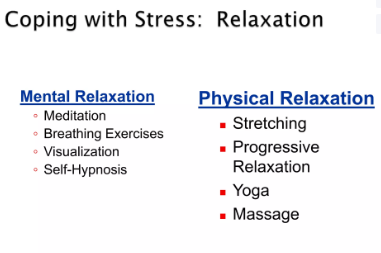 Coping with Stress:  Relaxation
Mental Relaxation
Meditation
Breathing Exercises
Visualization
Self-Hypnosis
Physical Relaxation
Stretching
Progressive
Relaxation
Yoga
Massage